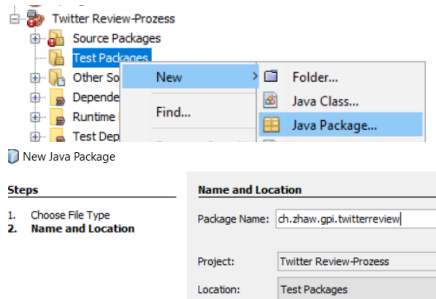 Twitter Review-Prozess
Source Packages
Test Packages
Other So
New
Folder...
Depende
Java Class...
Runtime
Find...
Java Package...
Test Dep
New Java Package
Steps
Name and Location
1. Choose File Type
2. Name and Location
Package Name: ch.zhaw.gpi.twitterreview
Project: Twitter Review-Prozess
Location: Test Packages